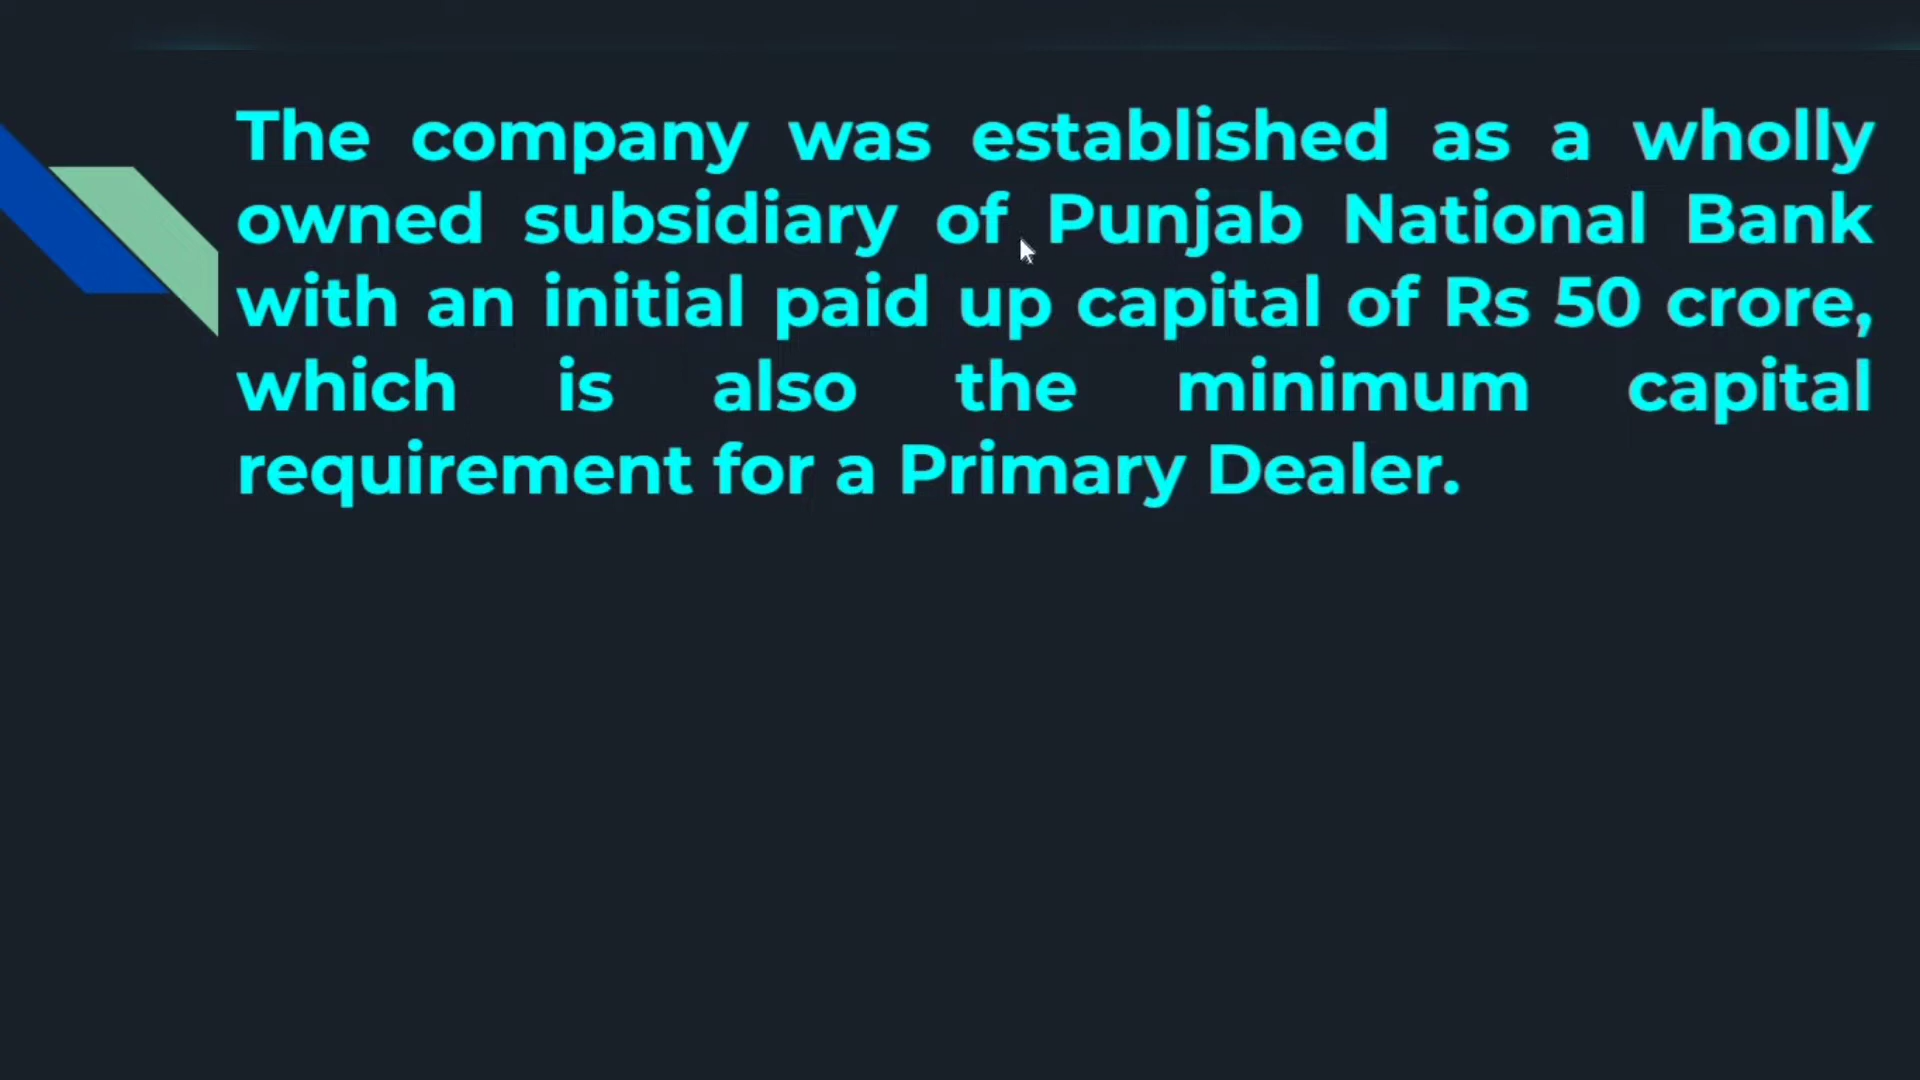 The company was established as a wholly
owned subsidiary of Punjab National Bank
with an initial paid up capital of Rs 50 crore,
which is also the minimum capital
requirement for a Primary Dealer.